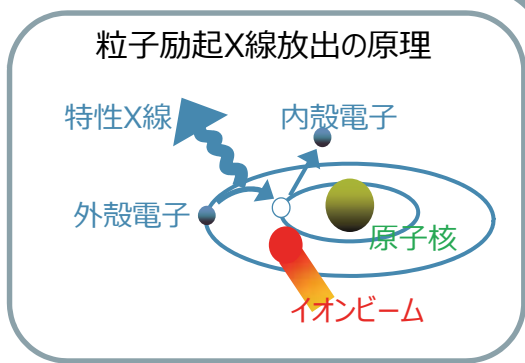 粒子励起X線放出の原理
特性X線
内殻電子
外殻電子
原子核
イオンビーム